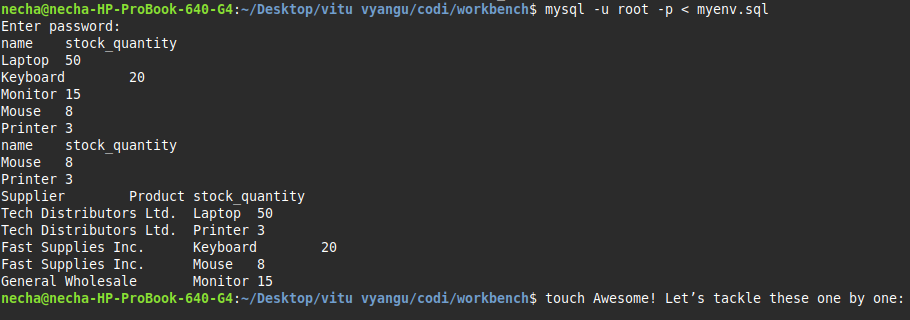 necha@necha-HP-ProBook-640-G4:~/Desktop/vitu vyangu/codi/workbench$ mysql -u root -p < myenv.sql
Enter password:
name    stock_quantity
Laptop  50
Keyboard        20
Monitor 15
Mouse   8
Printer 3
name    stock_quantity
Mouse   8
Printer 3
Supplier        Product stock_quantity
Tech Distributors Ltd.  Laptop  50
Tech Distributors Ltd.  Printer 3
Fast Supplies Inc.      Keyboard        20
Fast Supplies Inc.      Mouse   8
General Wholesale       Monitor 15
necha@necha-HP-ProBook-640-G4:~/Desktop/vitu vyangu/codi/workbench$ touch Awesome! Let’s tackle these one by one: